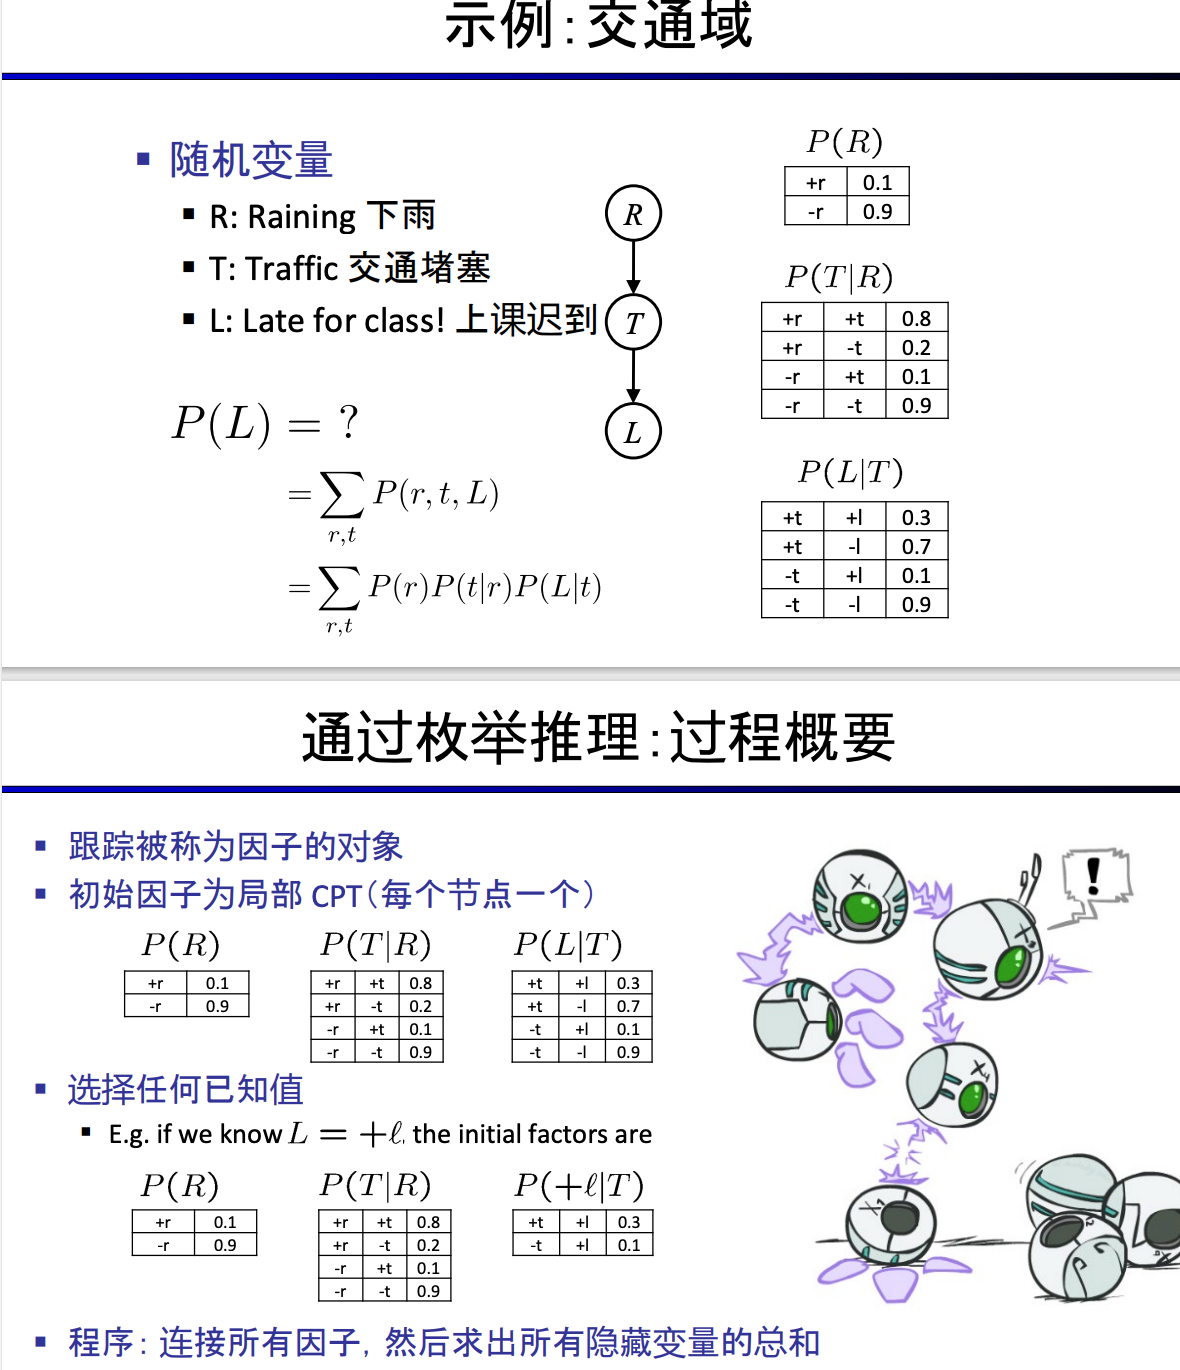 示例：交通域
▪ 随机变量
▪ R: Raining 下雨
▪ T: Traffic 交通堵塞
▪ L: Late for class! 上课迟到
R
T
L
P(L) = ?
= ∑_{r,t} P(r, t, L)
= ∑_{r,t} P(r)P(t|r)P(L|t)
P(R)
+r 0.1
-r 0.9
P(T|R)
+r +t 0.8
+r -t 0.2
-r +t 0.1
-r -t 0.9
P(L|T)
+t +l 0.3
+t -l 0.7
-t +l 0.1
-t -l 0.9
通过枚举推理：过程概要
▪ 跟踪被称为因子的对象
▪ 初始因子为局部 CPT（每个节点一个）
P(R)
+r 0.1
-r 0.9
P(T|R)
+r +t 0.8
+r -t 0.2
-r +t 0.1
-r -t 0.9
P(L|T)
+t +l 0.3
+t -l 0.7
-t +l 0.1
-t -l 0.9
▪ 选择任何已知值
▪ E.g. if we know L = +ℓ, the initial factors are
P(R)
+r 0.1
-r 0.9
P(T|R)
+r +t 0.8
+r -t 0.2
-r +t 0.1
-r -t 0.9
P(+ℓ|T)
+t +l 0.3
-t +l 0.1
▪ 程序：连接所有因子，然后求出所有隐藏变量的总和
X₁
!
X₄